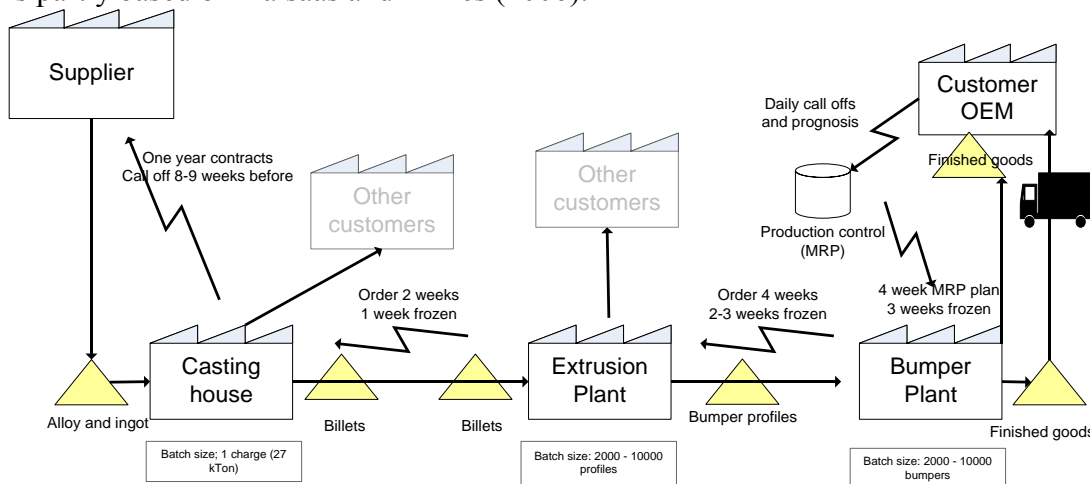 partly based on
and
Supplier
Customer
OEM
Daily call offs
and prognosis
One year contracts
Call off 8-9 weeks before
Other
customers
Other
customers
Finished goods
Production control
(MRP)
Order 2 weeks
1 week frozen
Order 4 weeks
2-3 weeks frozen
4 week MRP plan
3 weeks frozen
Casting
house
Extrusion
Plant
Bumper
Plant
Alloy and ingot
Billets
Billets
Bumper profiles
Finished goods
Batch size; 1 charge (27
kTon)
Batch size: 2000 - 10000
profiles
Batch size: 2000 - 10000
bumpers